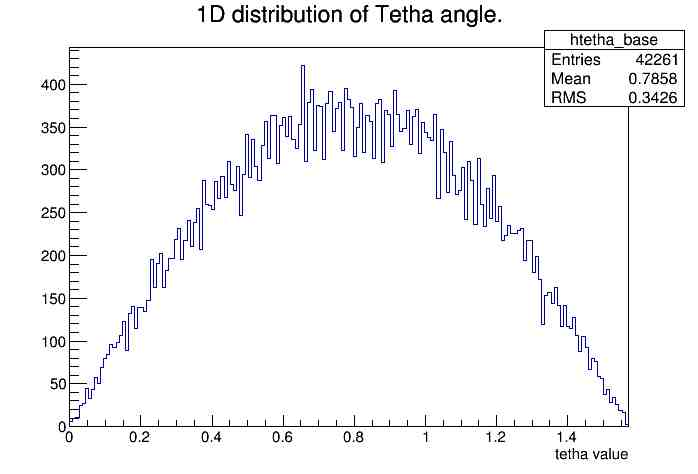 1D distribution of Tetha angle.
htetha_base
Entries 42261
Mean 0.7858
RMS 0.3426
400
350
300
250
200
150
100
50
0
0 0.2 0.4 0.6 0.8 1 1.2 1.4
tetha value